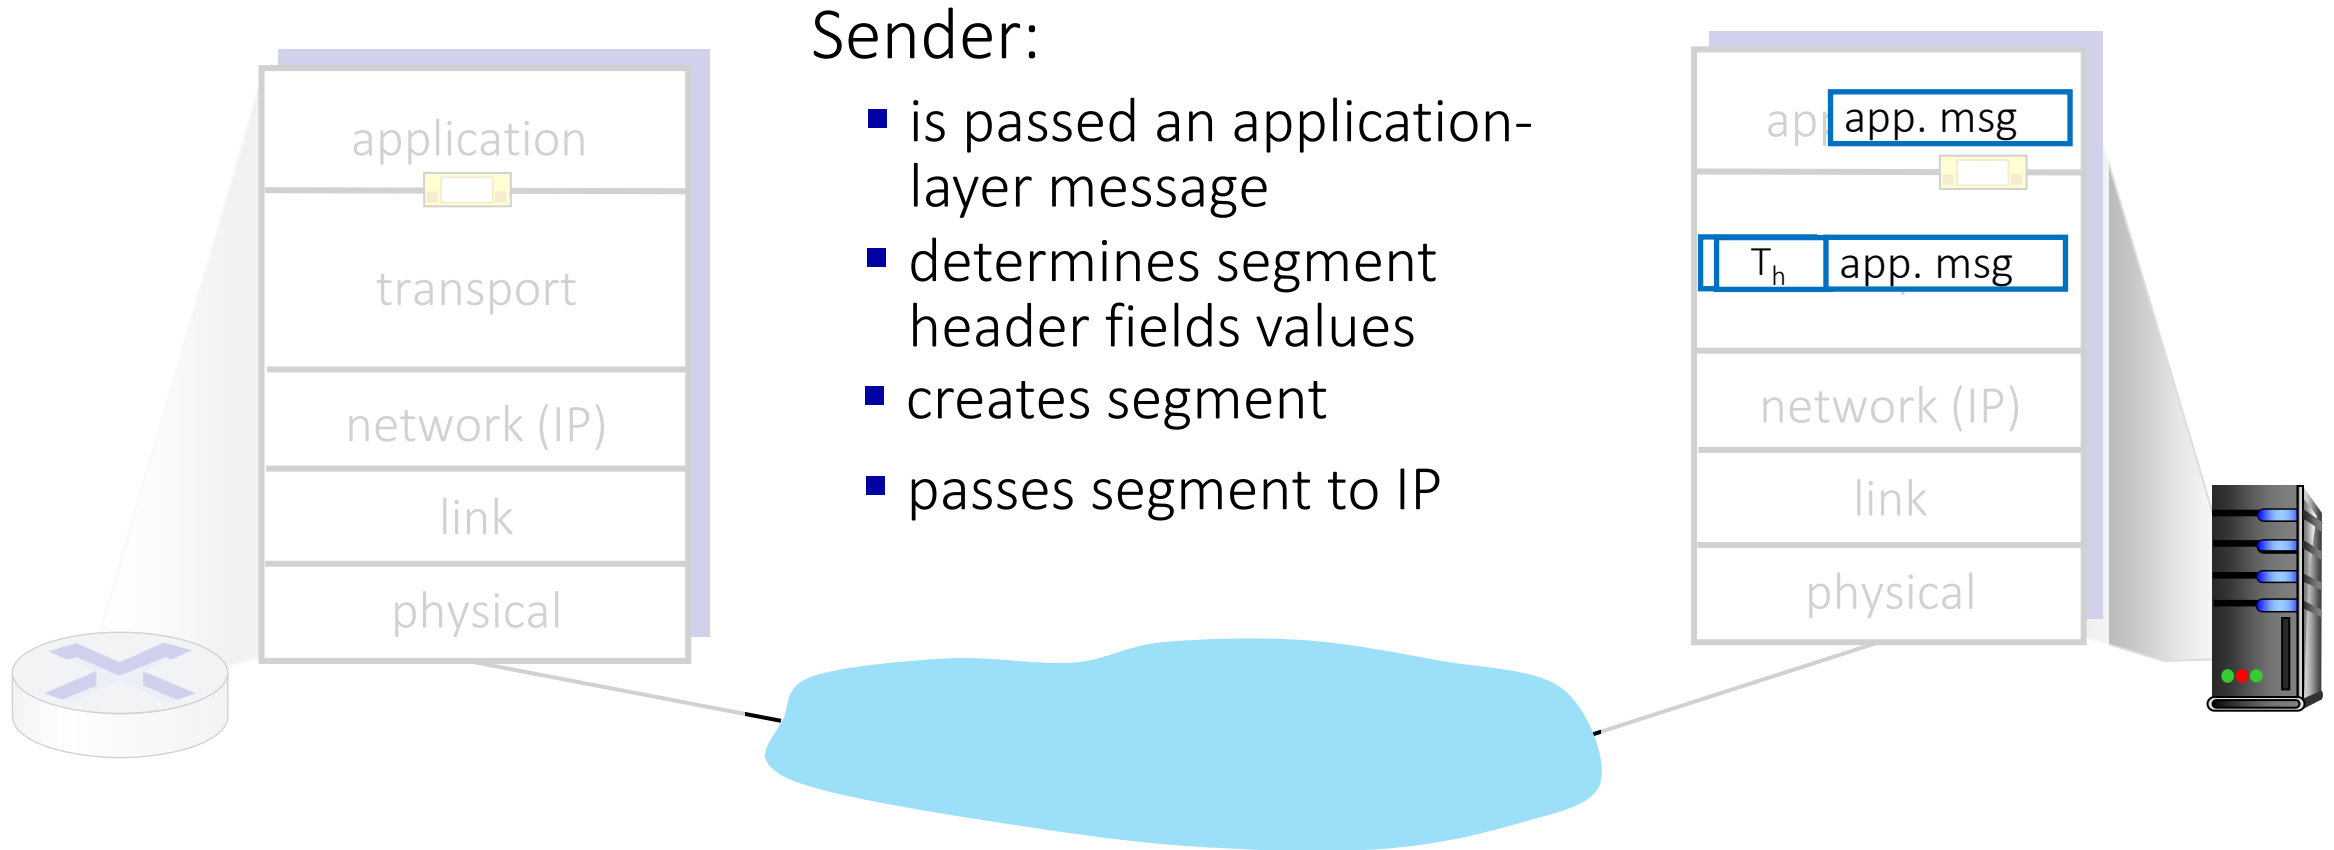 Sender:
is passed an application-
layer message
determines segment
header fields values
creates segment
passes segment to IP
application
transport
network (IP)
link
physical
app. msg
T_h app. msg
network (IP)
link
physical